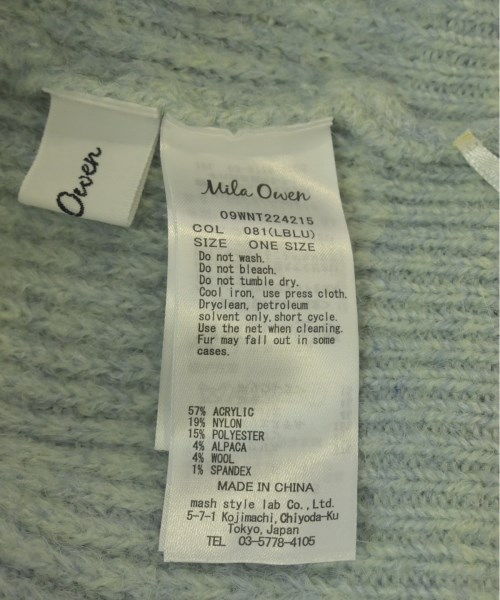 Owen
Mila Owen
09WNT224215
COL 081(LBLU)
SIZE ONE SIZE
Do not wash.
Do not bleach.
Do not tumble dry.
Cool iron, use press cloth.
Dryclean, petroleum
solvent only,short cycle.
Use the net when cleaning.
Fur may fall out in some
cases.
57% ACRYLIC
19% NYLON
15% POLYESTER
4% ALPACA
4% WOOL
1% SPANDEX
MADE IN CHINA
mash style lab Co.,Ltd.
5-7-1 Kojimachi,Chiyoda-Ku
Tokyo,Japan
TEL 03-5778-4105